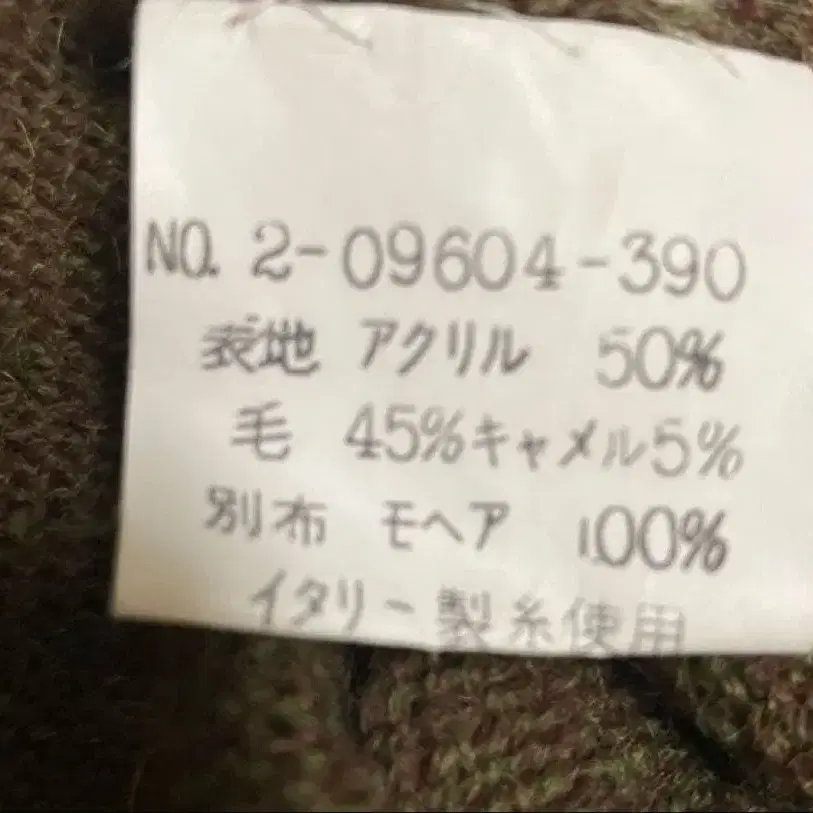 NO. 2-09604-390
表地 アクリル 50%
毛 45%キャメル5%
別布 モヘア 100%
イタリー製糸使用